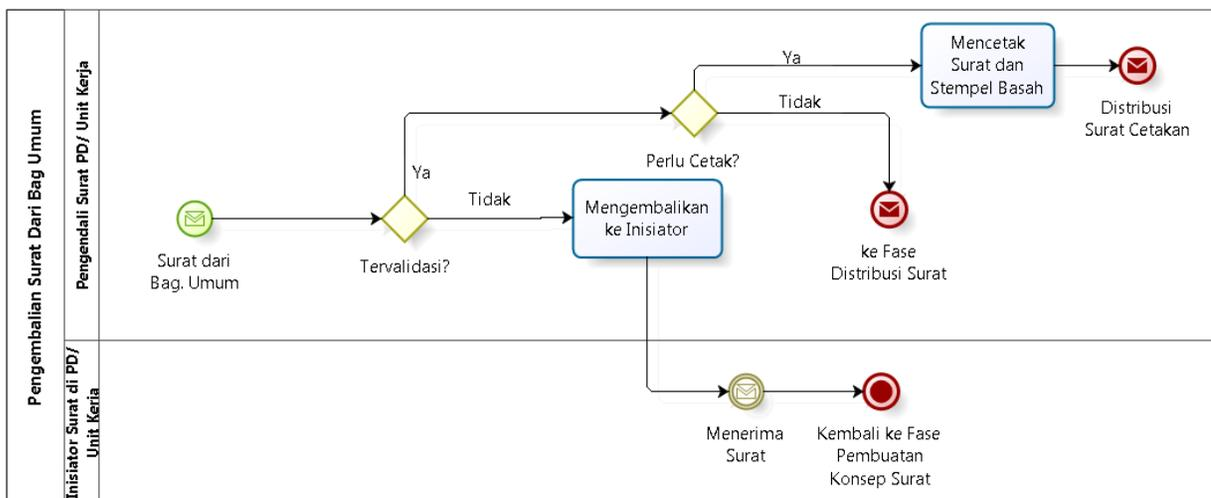 Pengembalian Surat Dari Bag Umum
Pengendali Surat PD/ Unit Kerja
Surat dari
Bag. Umum
Tervalidasi?
Ya
Tidak
Mengembalikan
ke Inisiator
Perlu Cetak?
Ya
Tidak
Mencetak
Surat dan
Stempel Basah
Distribusi
Surat Cetakan
ke Fase
Distribusi Surat
Inisiator Surat di PD/
Unit Kerja
Menerima
Surat
Kembali ke Fase
Pembuatan
Konsep Surat